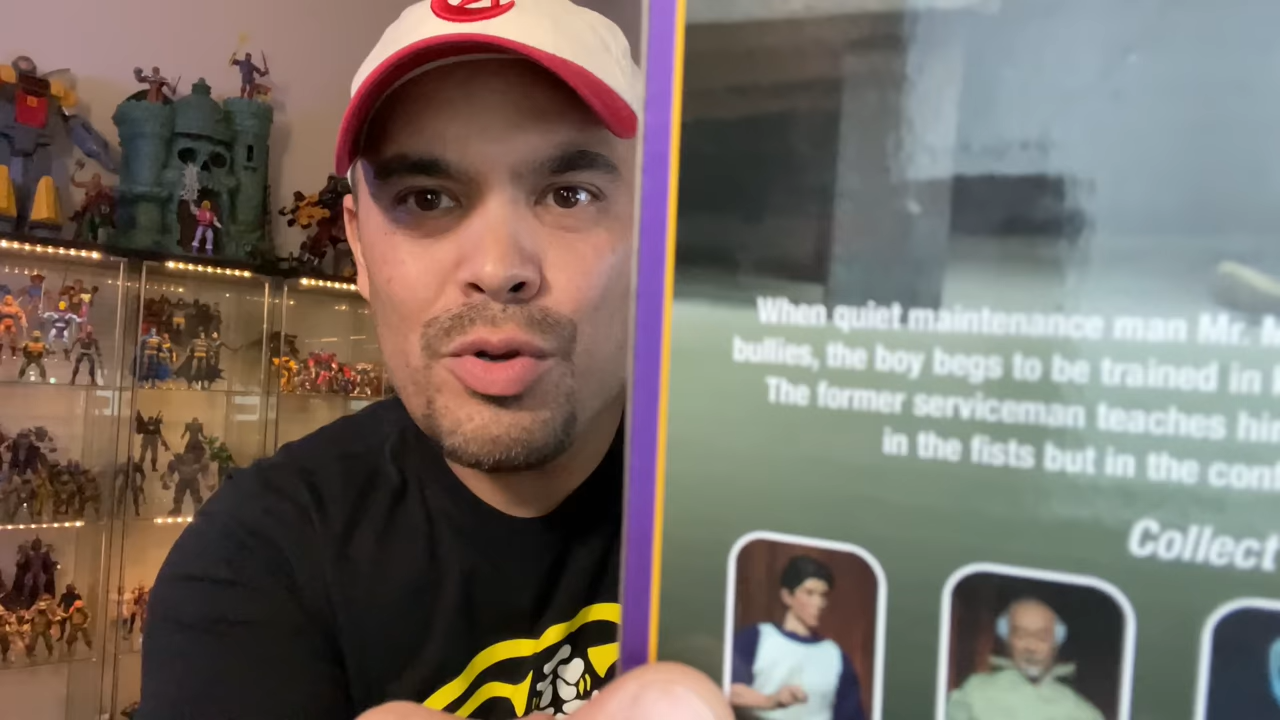 When quiet maintenance man Mr.
bullies, the boy begs to be trained in
The former serviceman teaches
in the fists but in the
Collect